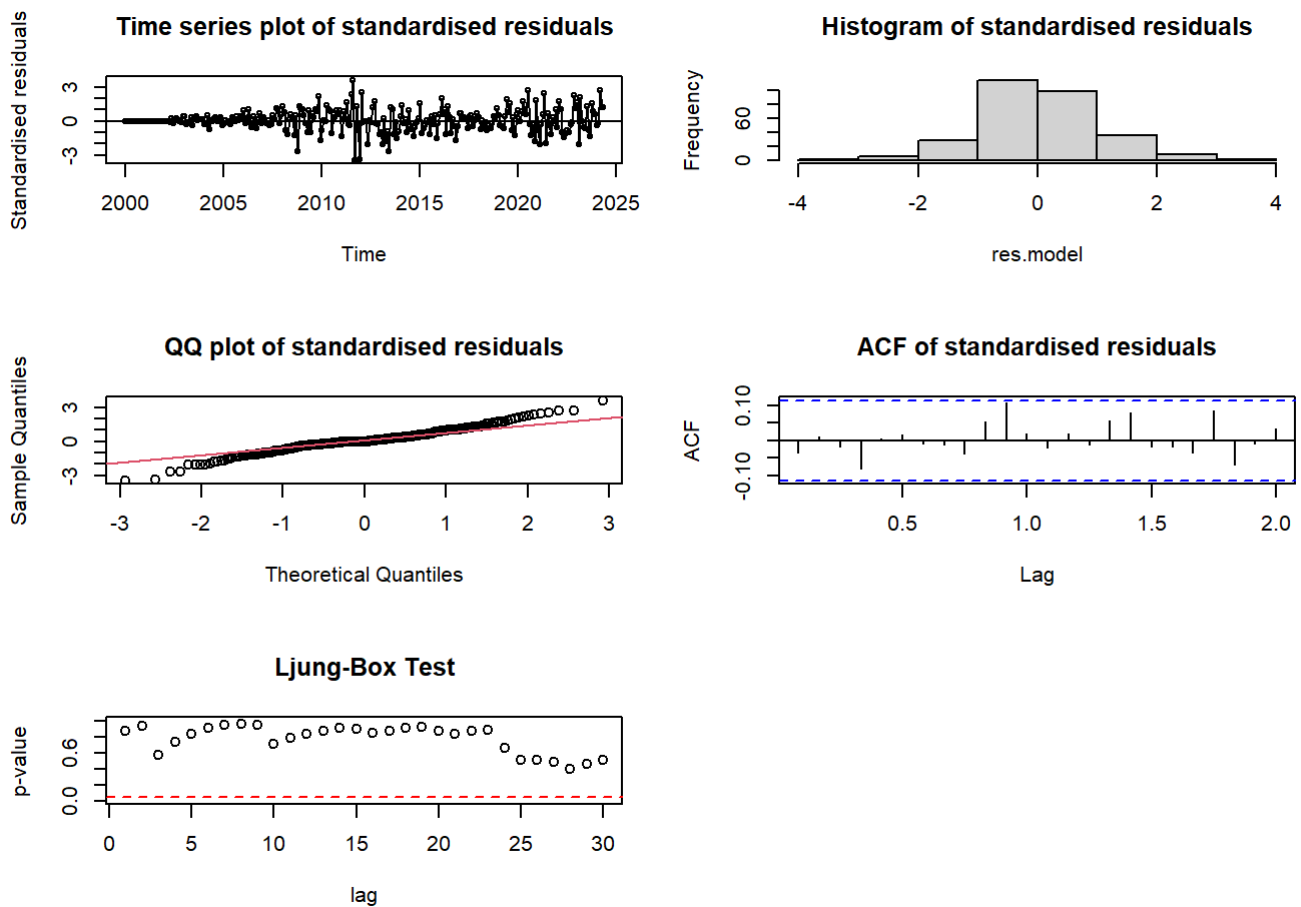 Time series plot of standardised residuals
Standardised residuals
3
0
-3
2000 2005 2010 2015 2020 2025
Time
Histogram of standardised residuals
Frequency
60
0
-4 -2 0 2 4
res.model
QQ plot of standardised residuals
Sample Quantiles
3
0
-3
-3 -2 -1 0 1 2 3
Theoretical Quantiles
ACF of standardised residuals
ACF
0.10
-0.10
0.5 1.0 1.5 2.0
Lag
Ljung-Box Test
p-value
0.6
0.0
0 5 10 15 20 25 30
lag